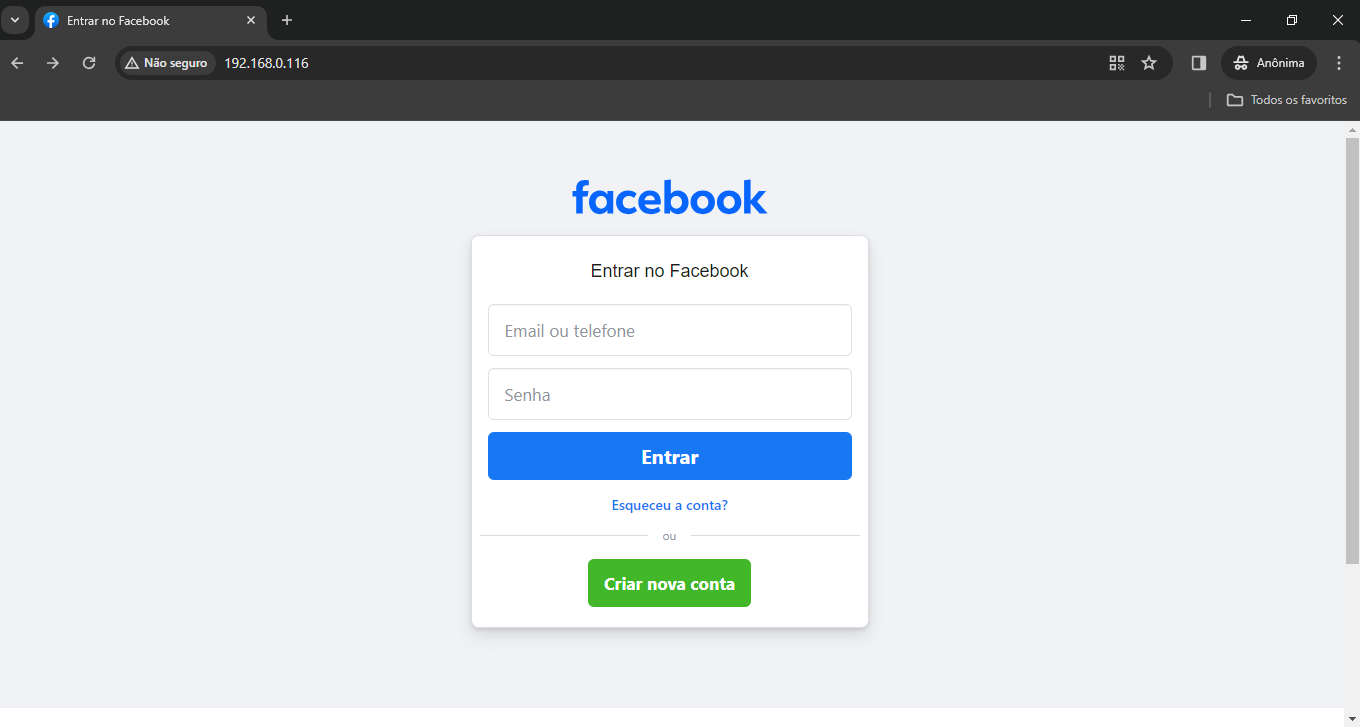 Entrar no Facebook
Não seguro
192.168.0.116
Anônima
Todos os favoritos
facebook
Entrar no Facebook
Email ou telefone
Senha
Entrar
Esqueceu a conta?
ou
Criar nova conta